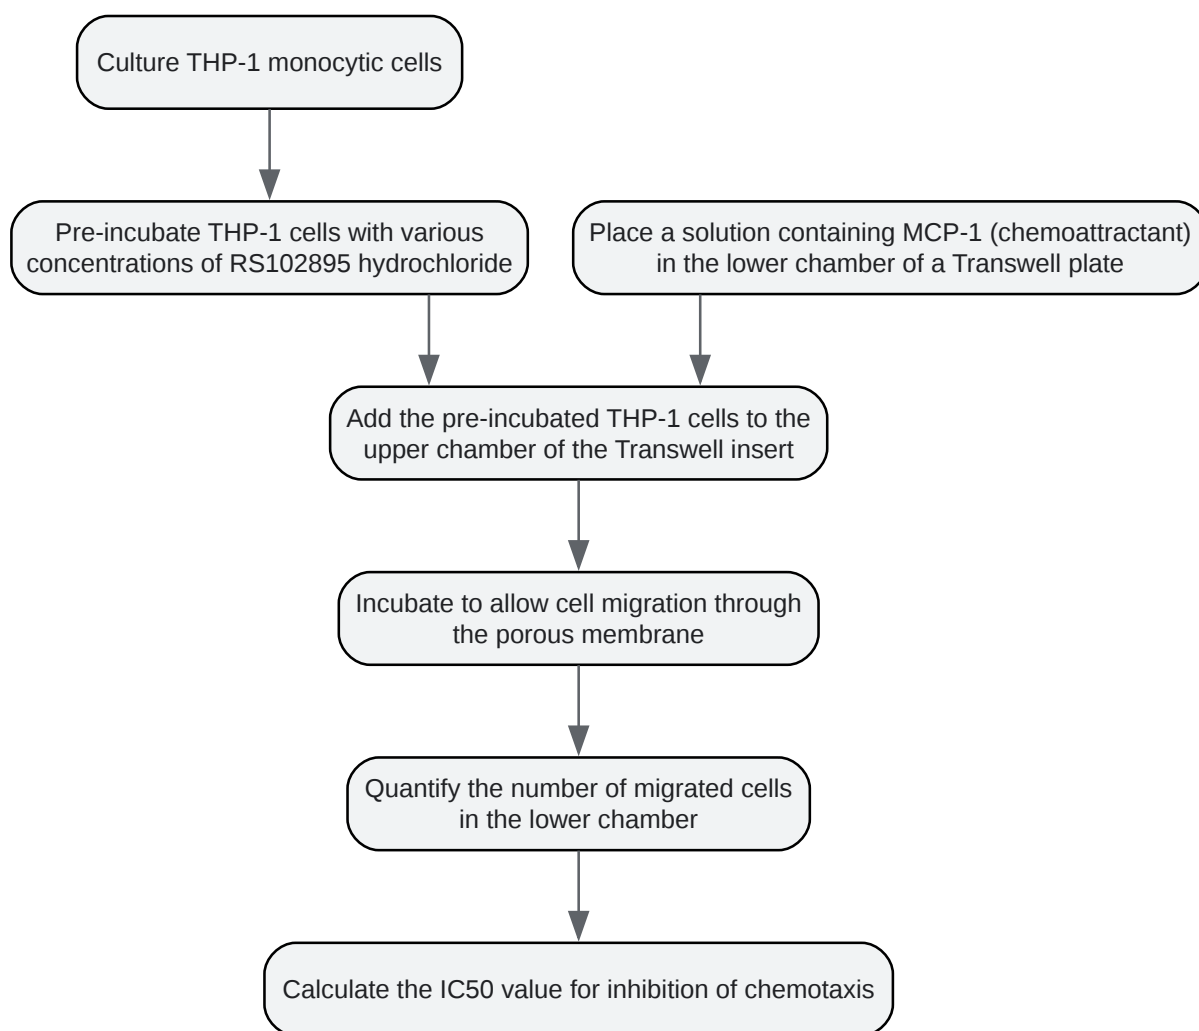 Culture THP-1 monocytic cells
Pre-incubate THP-1 cells with various
concentrations of RS102895 hydrochloride
Place a solution containing MCP-1 (chemoattractant)
in the lower chamber of a Transwell plate
Add the pre-incubated THP-1 cells to the
upper chamber of the Transwell insert
Incubate to allow cell migration through
the porous membrane
Quantify the number of migrated cells
in the lower chamber
Calculate the IC50 value for inhibition of chemotaxis